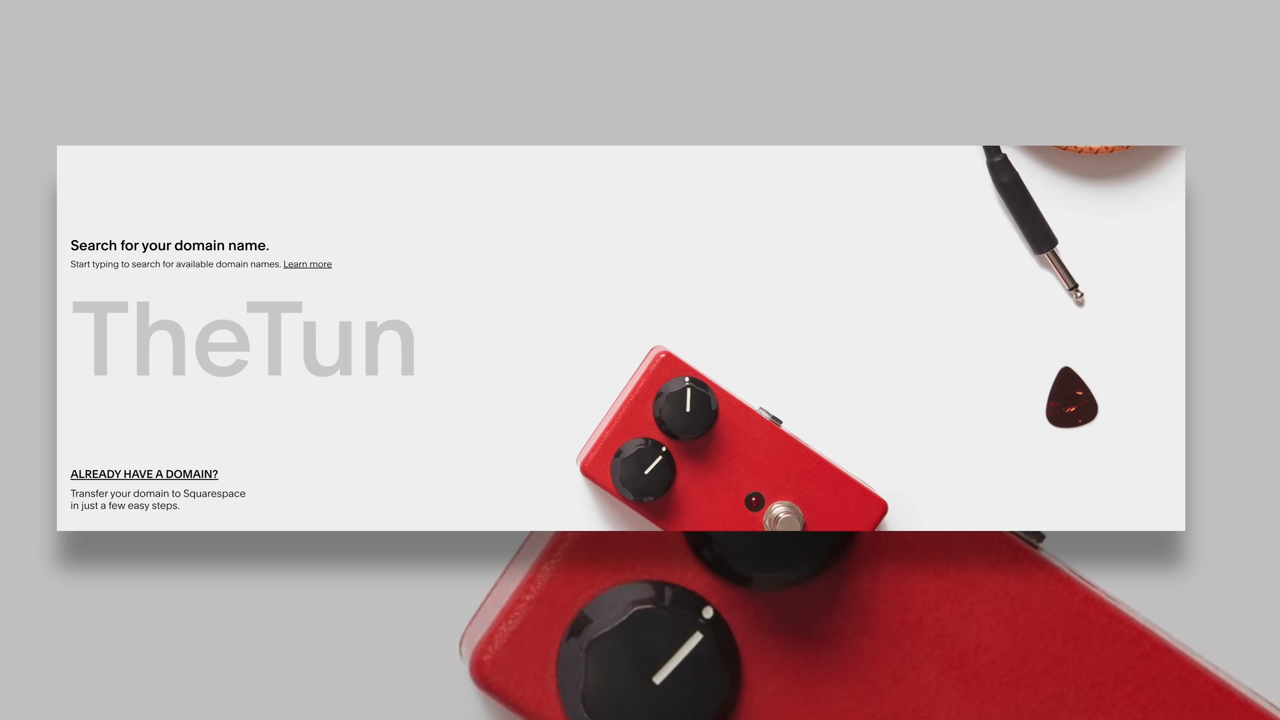 Search for your domain name.
Start typing to search for available domain names. Learn more
TheTun
ALREADY HAVE A DOMAIN?
Transfer your domain to Squarespace
in just a few easy steps.